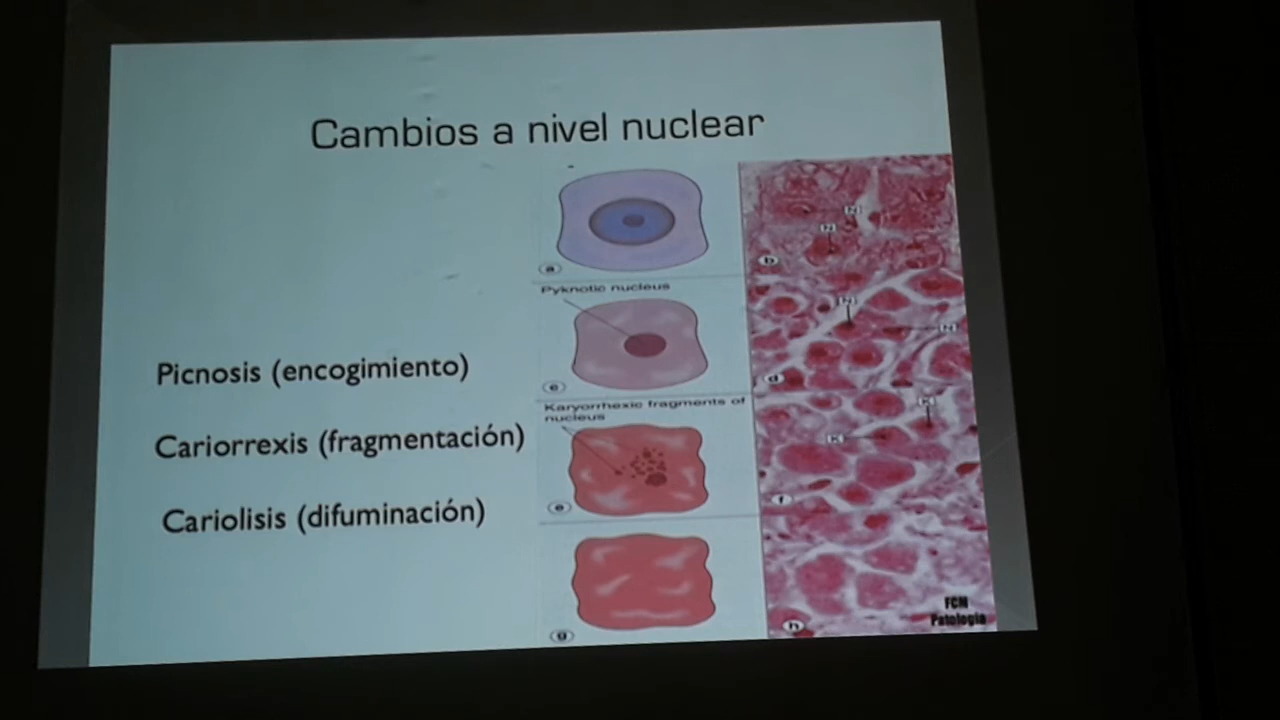 Cambios a nivel nuclear
Picnosis (encogimiento)
Cariorrexis (fragmentación)
Cariolisis (difuminación)
a
Pyknotic nucleus
c
Karyorrhexic fragments of
nucleus
e
g
N
N
b
N
N
d
K
K
f
h
FCM
Patología